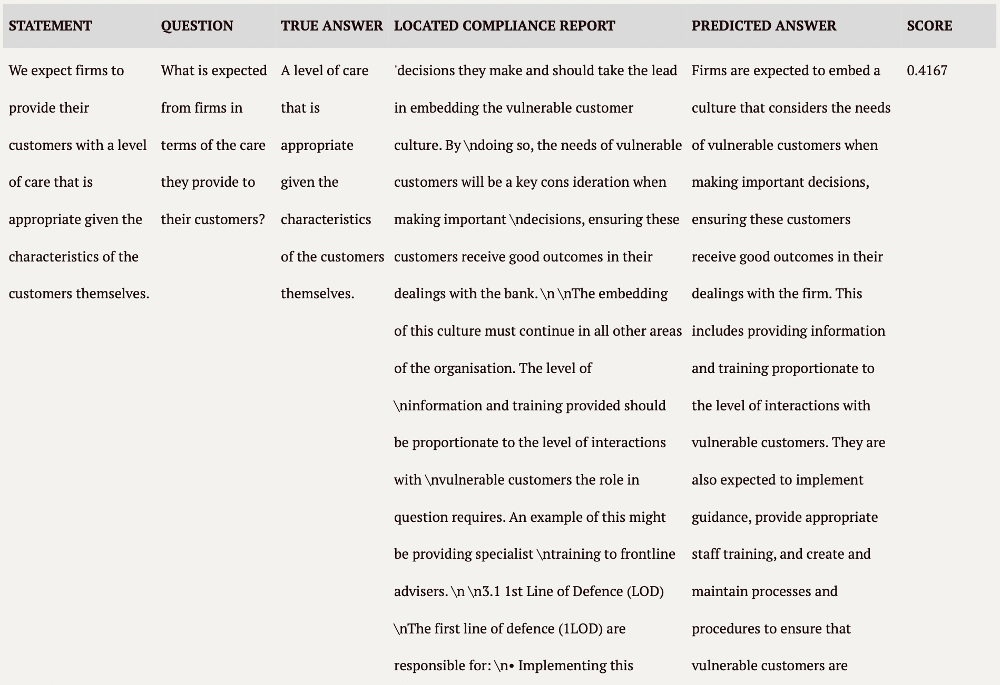 STATEMENT QUESTION TRUE ANSWER LOCATED COMPLIANCE REPORT PREDICTED ANSWER SCORE
We expect firms to What is expected A level of care 'decisions they make and should take the lead Firms are expected to embed a 0.4167
provide their from firms in that is in embedding the vulnerable customer culture that considers the needs
customers with a level terms of the care appropriate culture. By \ndoing so, the needs of vulnerable of vulnerable customers when
of care that is they provide to given the customers will be a key cons ideration when making important decisions,
appropriate given the their customers? characteristics making important \ndecisions, ensuring these ensuring these customers
characteristics of the of the customers customers receive good outcomes in their receive good outcomes in their
customers themselves. themselves. dealings with the bank. \n \nThe embedding dealings with the firm. This
of this culture must continue in all other areas includes providing information
of the organisation. The level of and training proportionate to
\ninformation and training provided should the level of interactions with
be proportionate to the level of interactions vulnerable customers. They are
with \nvulnerable customers the role in also expected to implement
question requires. An example of this might guidance, provide appropriate
be providing specialist \ntraining to frontline staff training, and create and
advisers. \n \n3.1 1st Line of Defence (LOD) maintain processes and
\nThe first line of defence (1LOD) are procedures to ensure that
responsible for: \n• Implementing this vulnerable customers are